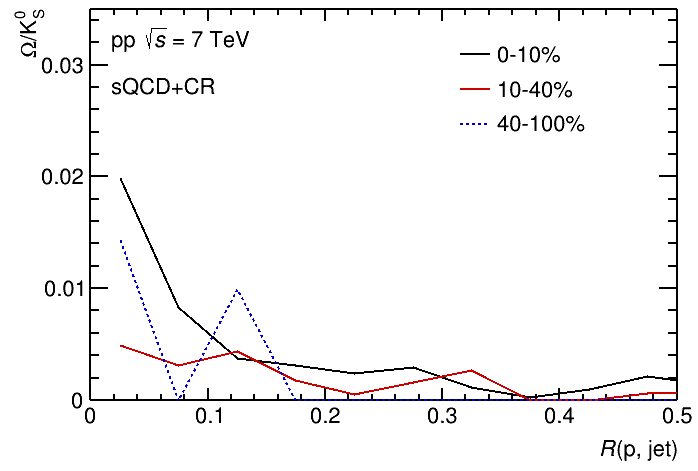 Ω/K⁰S
pp √s = 7 TeV
sQCD+CR
0-10%
10-40%
40-100%
0.03
0.02
0.01
0
0 0.1 0.2 0.3 0.4 0.5
R(p, jet)